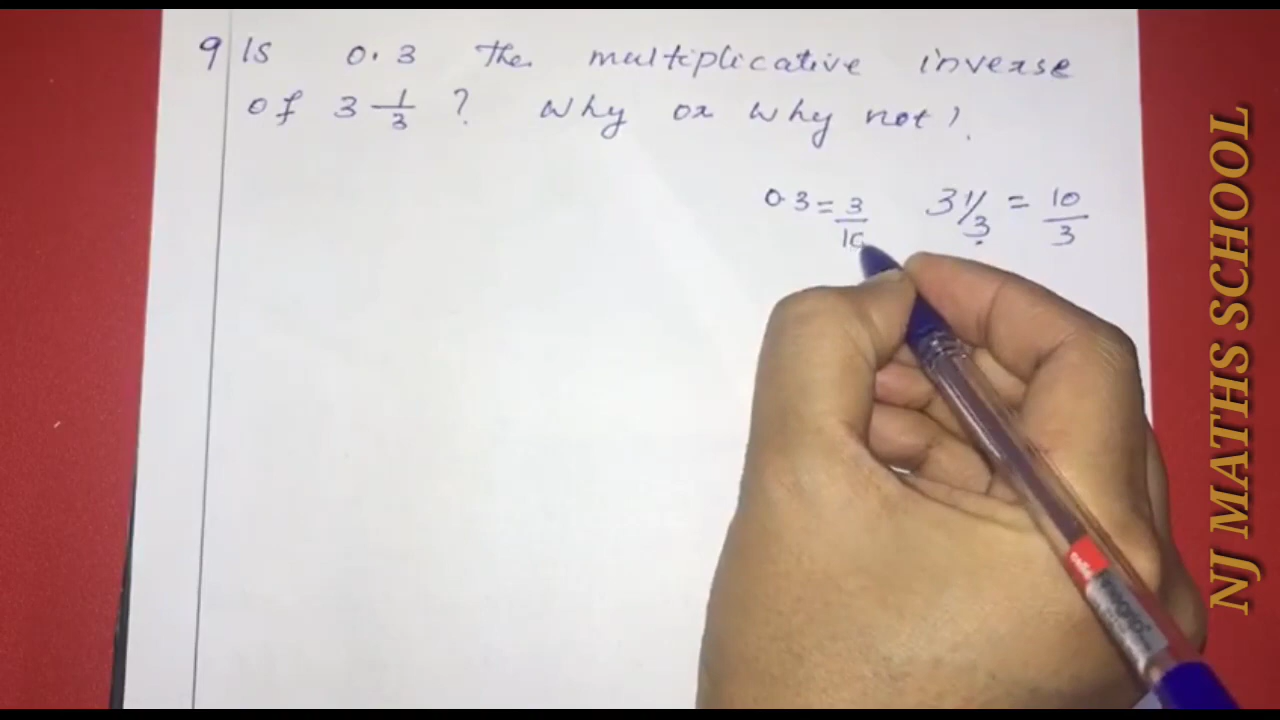 9 Is 0.3 the multiplicative inverse
of 3 1/3 ? Why or why not?
0.3 = 3/10 3 1/3 = 10/3
NJ MATHS SCHOOL